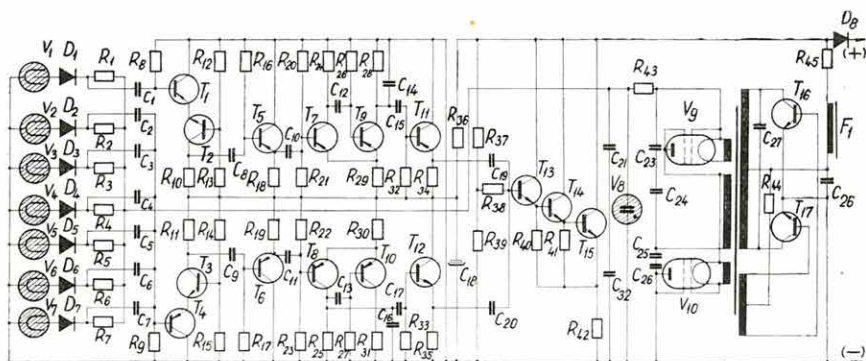 D8
V1 D1 R1 R8 R12 R16 R20 R24 R26 R28 (+)
C14 R45
C1 T1 C12 R43 V9 T16
V2 D2 C2 T5 T7 T9 C15 T11 R36 R37 F1
R2 C10 C27
V3 D3 C3 T2 C8 C19 T13 C21 C23
R3 R10 R13 R18 R21 R29 R32 R34 T14 V8 R44
V4 D4 C4 R38 C24 C26
R4 T15 T17
V5 D5 C5 R11 R14 R19 R22 R30 R39 R40 R41
R5 T8 T10 T12 C25
V6 D6 C6 T3 C9 C11 C13 C17 C18 C26
R6 T6 C32
V7 D7 C7 T4 C16 R33 C20 V10
R7 R9 R15 R17 R23 R25 R27 R31 R35 R42 (-)